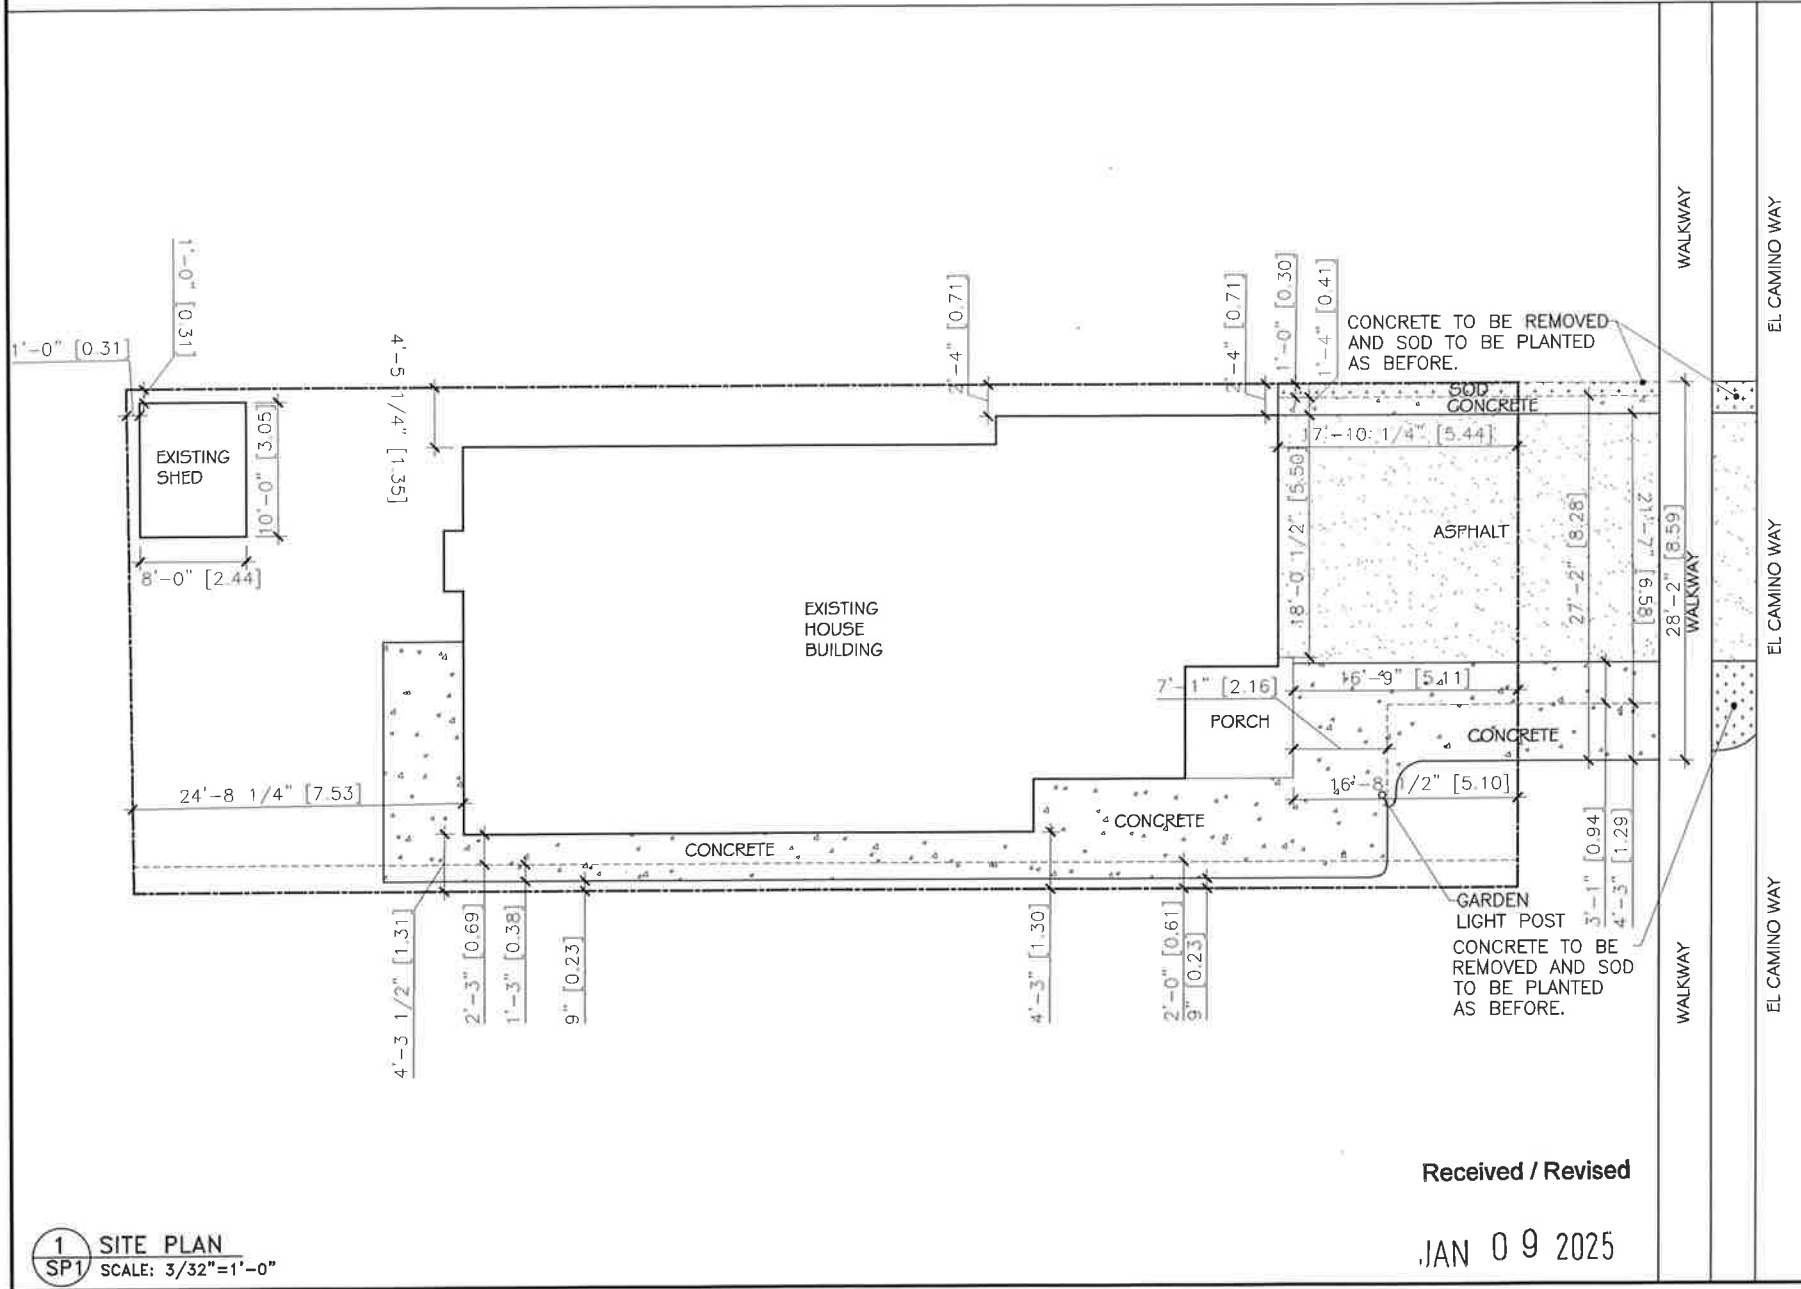 WALKWAY
EL CAMINO WAY
1'-0" [0.31]
1'-0" [0.31]
4'-5 1/4" [1.35]
2'-4" [0.71]
2'-4" [0.71]
1'-0" [0.30]
1'-4" [0.41]
CONCRETE TO BE REMOVED
AND SOD TO BE PLANTED
AS BEFORE.
SOD
CONCRETE
17'-10 1/4" [5.44]
EXISTING
SHED
10'-0" [3.05]
8'-0" [2.44]
18'-0 1/2" [5.50]
ASPHALT
27'-2" [8.28]
21'-7" [6.58]
28'-2" [8.59]
WALKWAY
EL CAMINO WAY
EXISTING
HOUSE
BUILDING
7'-1" [2.16]
16'-9" [5.11]
PORCH
CONCRETE
24'-8 1/4" [7.53]
16'-8 1/2" [5.10]
CONCRETE
CONCRETE
3'-1" [0.94]
4'-3" [1.29]
4'-3 1/2" [1.31]
2'-3" [0.69]
1'-3" [0.38]
9" [0.23]
4'-3" [1.30]
2'-0" [0.61]
9" [0.23]
GARDEN
LIGHT POST
CONCRETE TO BE
REMOVED AND SOD
TO BE PLANTED
AS BEFORE.
WALKWAY
EL CAMINO WAY
Received / Revised
JAN 09 2025
1
SP1
SITE PLAN
SCALE: 3/32"=1'-0"